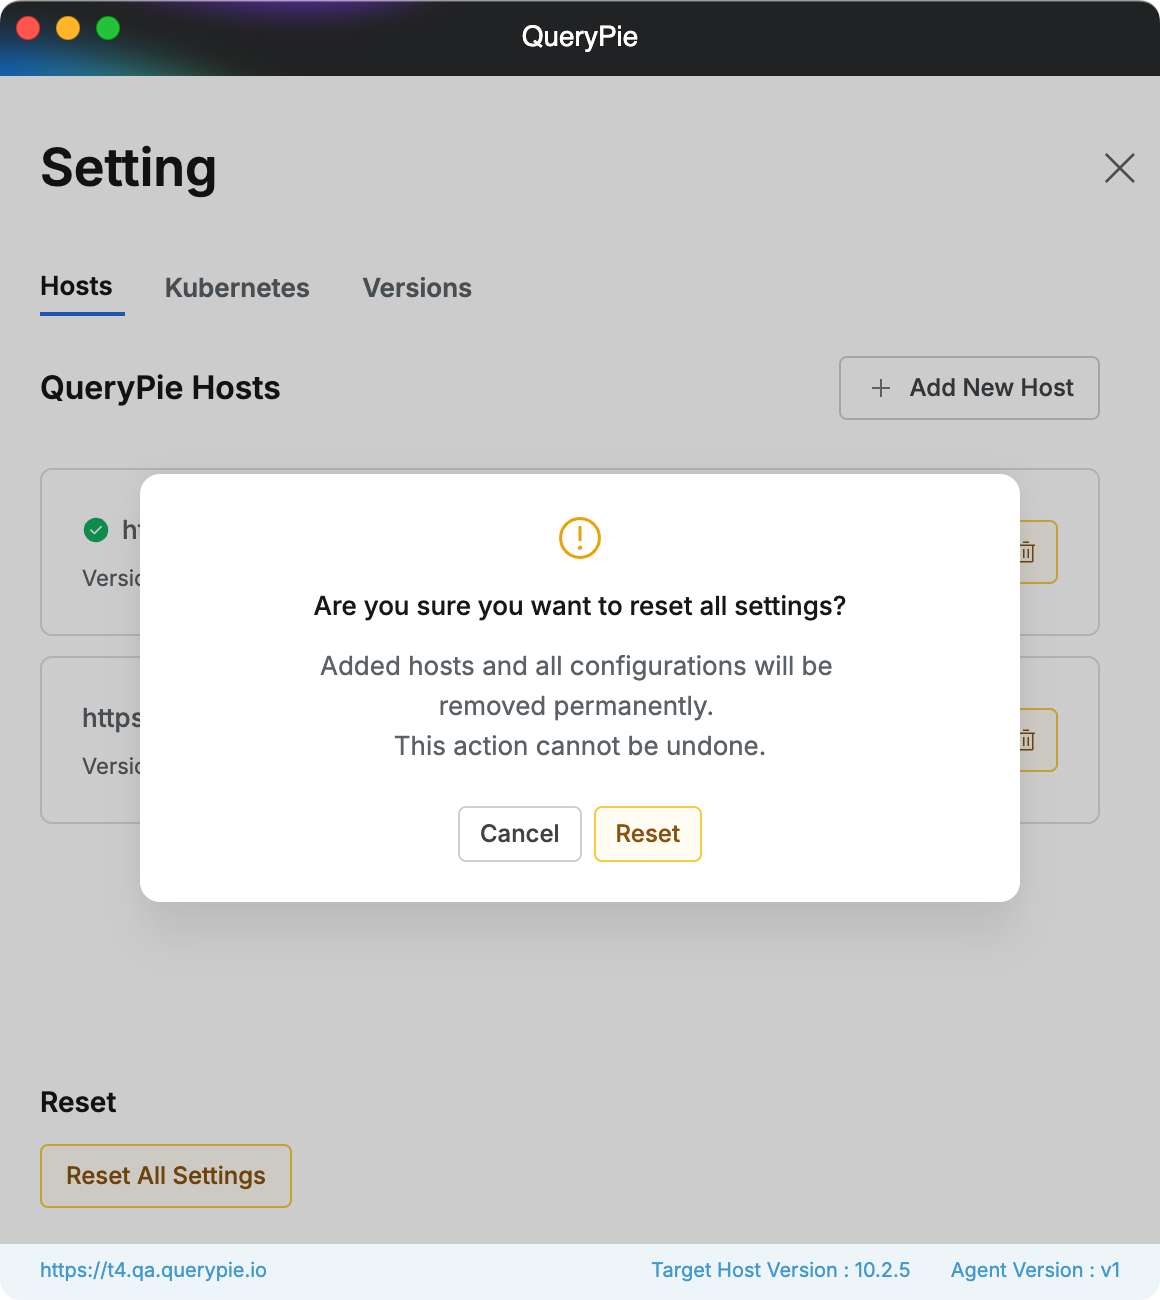 QueryPie
Setting
Hosts Kubernetes Versions
QueryPie Hosts
Add New Host
Are you sure you want to reset all settings?
Added hosts and all configurations will be
removed permanently.
This action cannot be undone.
Cancel Reset
https
Reset
Reset All Settings
https://t4.qa.querypie.io Target Host Version : 10.2.5 Agent Version : v1